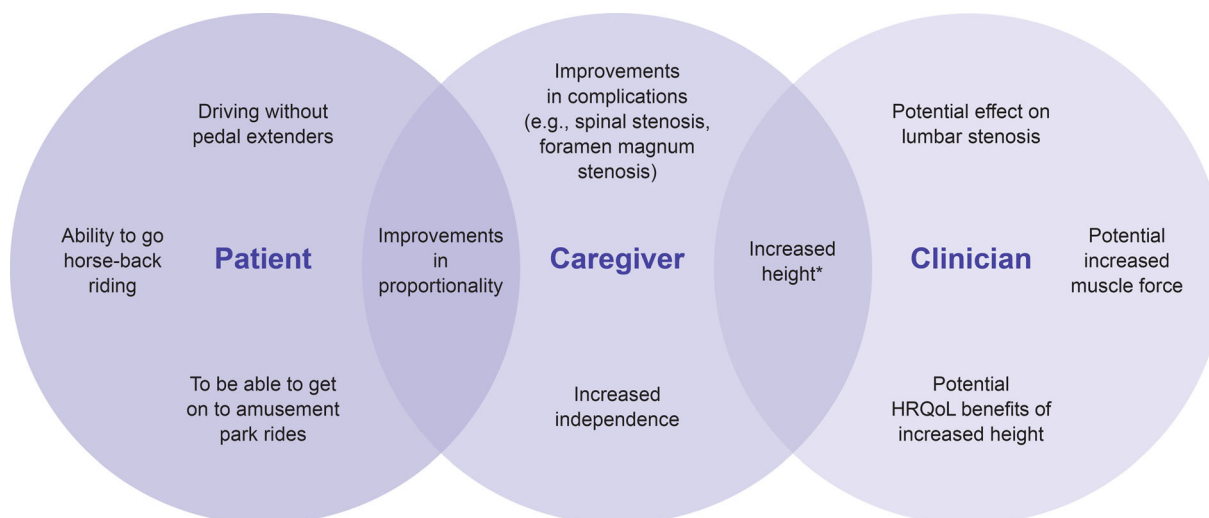 Driving without
pedal extenders
Ability to go
horse-back
riding
Patient
To be able to get
on to amusement
park rides
Improvements
in
proportionality
Improvements
in complications
(e.g., spinal stenosis,
foramen magnum
stenosis)
Caregiver
Increased
independence
Increased
height*
Potential effect on
lumbar stenosis
Clinician
Potential
increased
muscle force
Potential
HRQoL benefits of
increased height